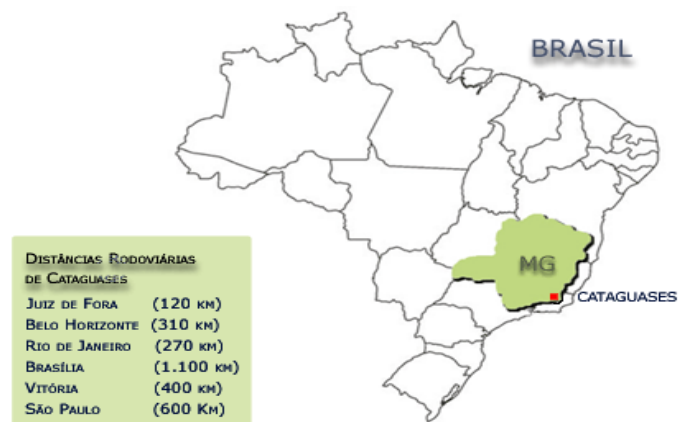 BRASIL
MG
CATAGUASES
DISTÂNCIAS RODOVIÁRIAS
DE CATAGUASES
JUIZ DE FORA (120 KM)
BELO HORIZONTE (310 KM)
RIO DE JANEIRO (270 KM)
BRASÍLIA (1.100 KM)
VITÓRIA (400 KM)
SÃO PAULO (600 KM)